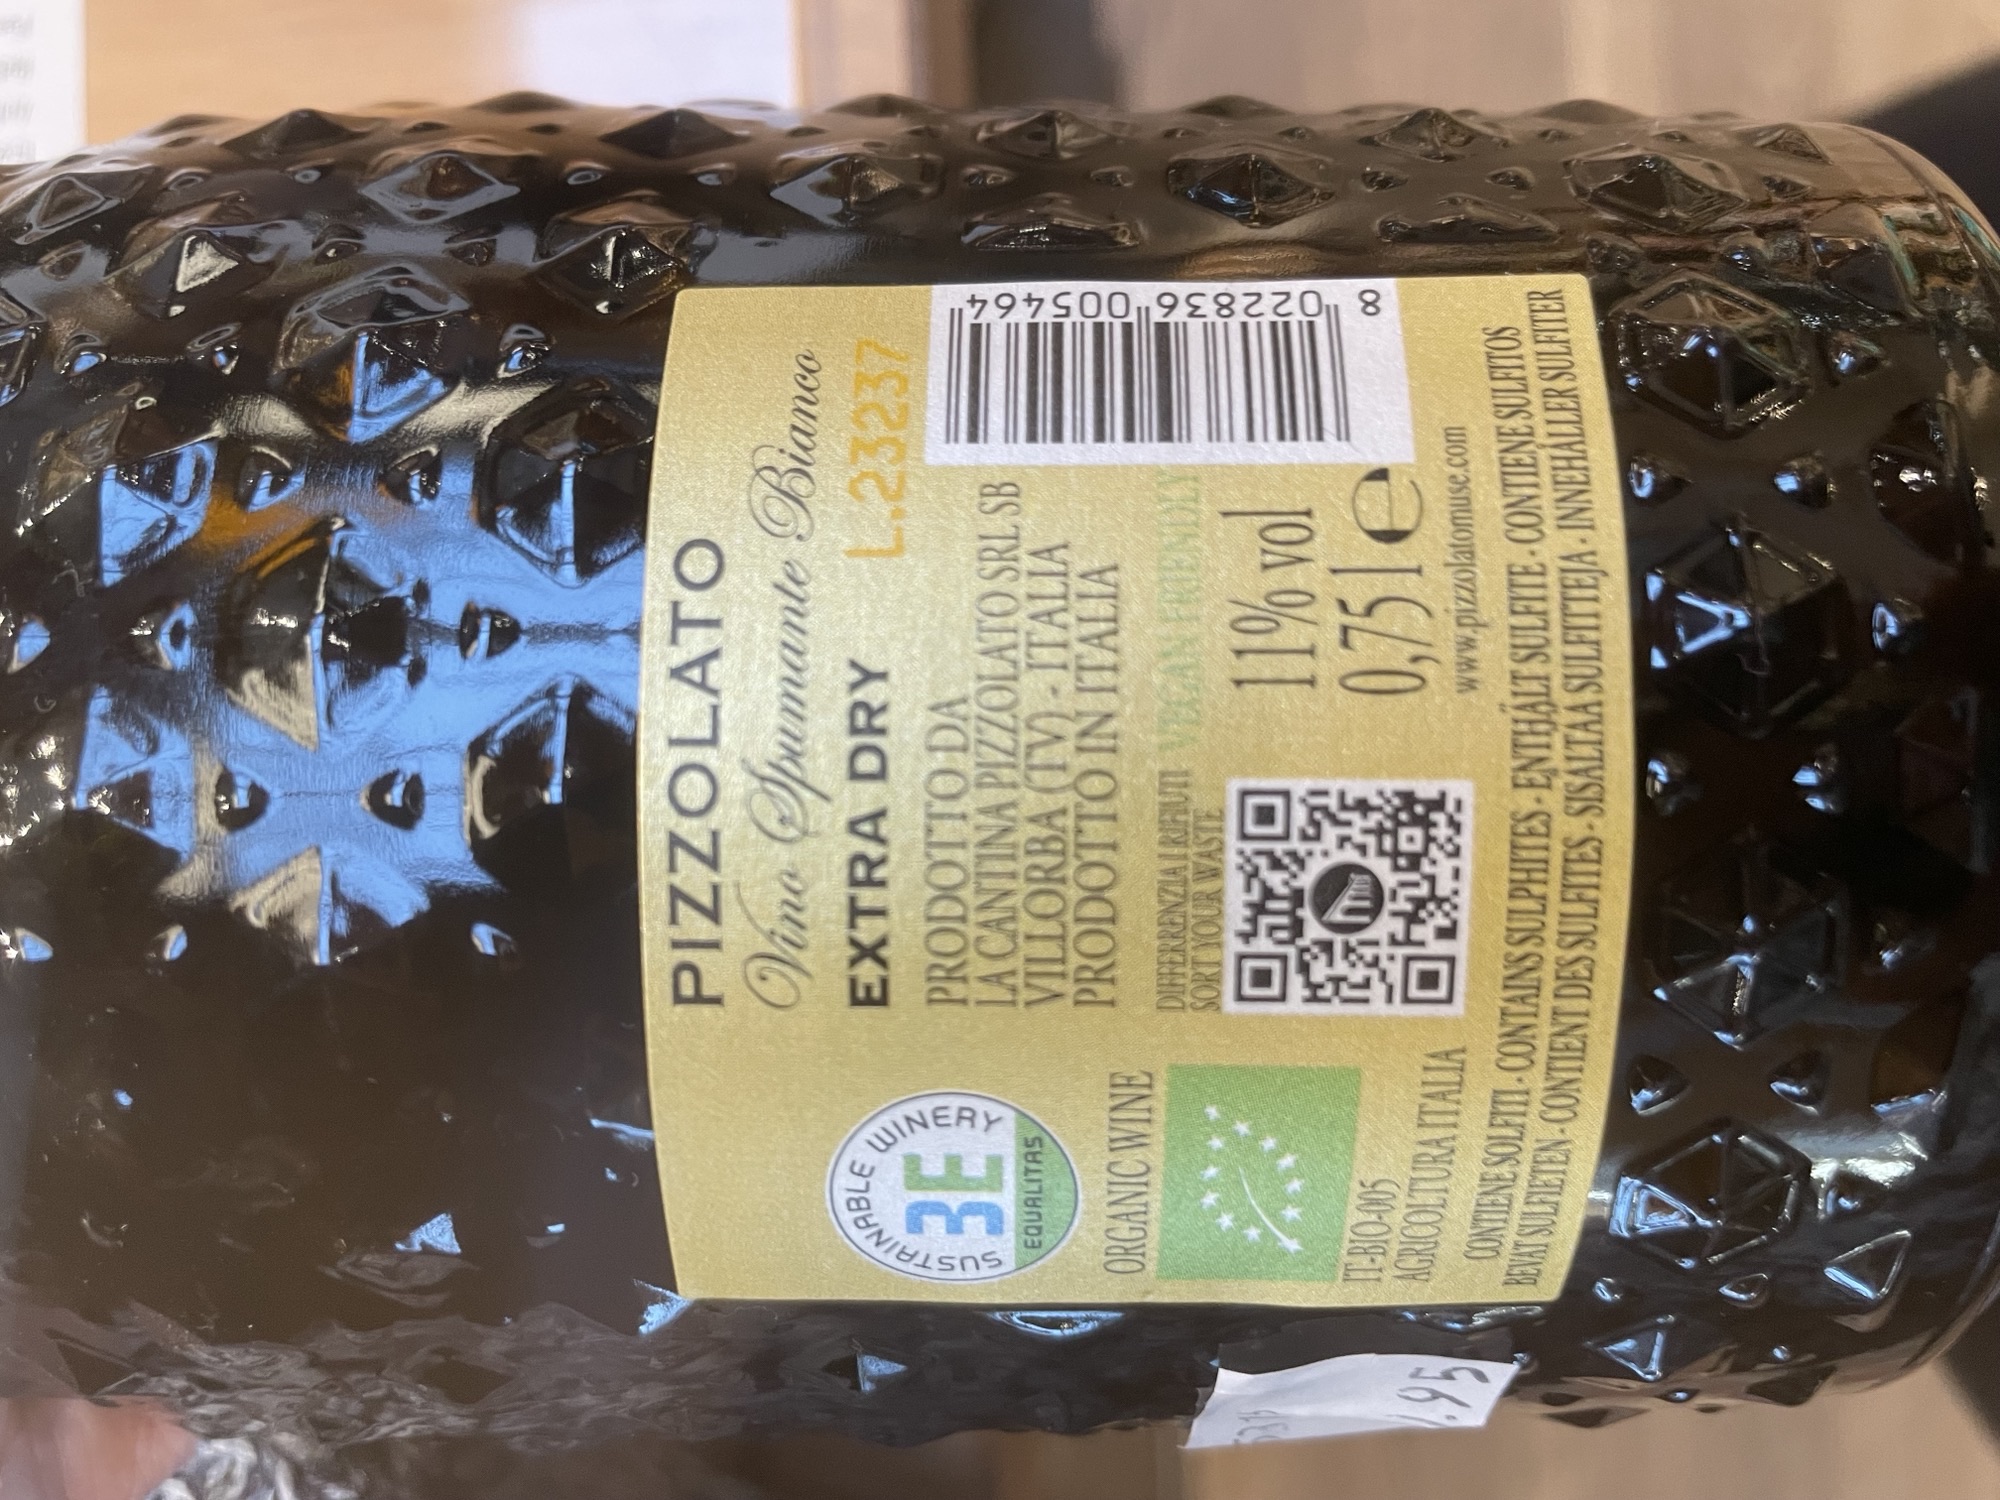 PIZZOLATO
Vino Spumante Bianco
EXTRA DRY
L.23237
PRODOTTO DA
LA CANTINA PIZZOLATO SRL SB
VILLORBA (TV) - ITALIA
PRODOTTO IN ITALIA
SUSTAINABLE WINERY
3E
EQUALITAS
ORGANIC WINE
IT-BIO-005
AGRICOLTURA ITALIA
DIFFERENZIA I RIFIUTI
SORT YOUR WASTE
VEGAN FRIENDLY
11% vol
0,75 l e
www.pizzolatomuse.com
8 022836 005464
CONTIENE SOLFITI - CONTAINS SULPHITES - ENTHÄLT SULFITE - CONTIENE SULFITOS
BEVAT SULFIETEN - CONTIENT DES SULFITES - SISÄLTÄÄ SULFIITTEJA - INNEHÅLLER SULFITER
.95